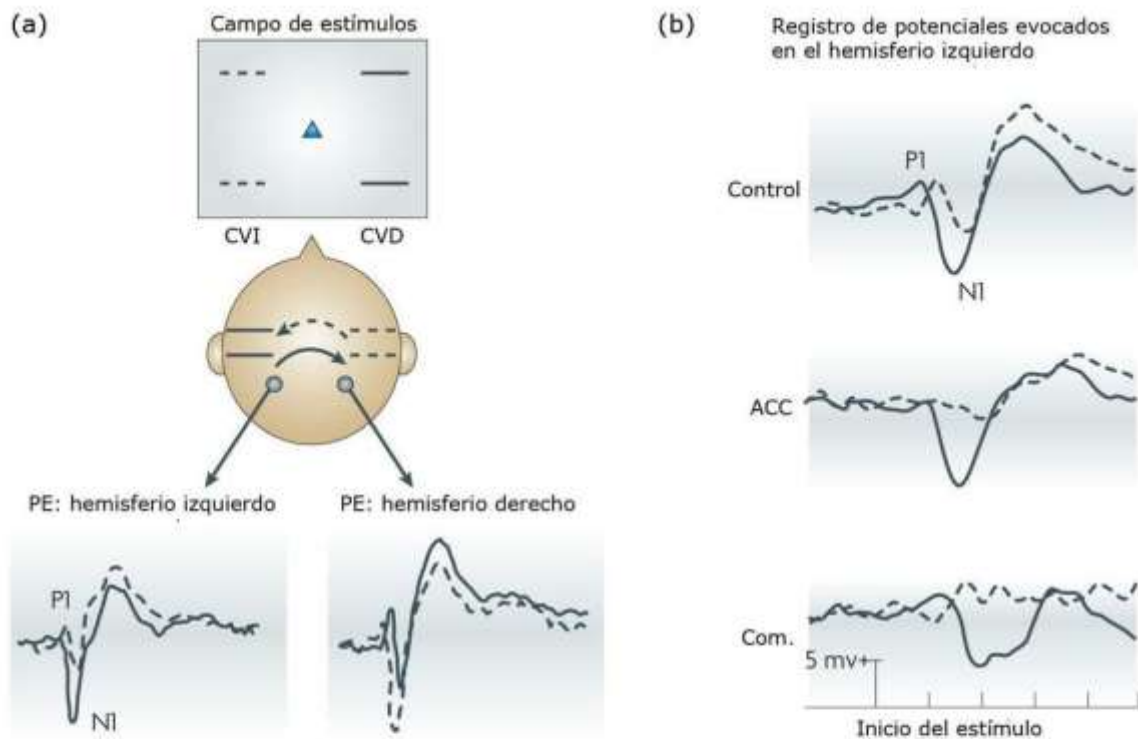 (a)
Campo de estímulos
CVI
CVD
PE: hemisferio izquierdo
PE: hemisferio derecho
P1
N1
(b)
Registro de potenciales evocados
en el hemisferio izquierdo
Control
P1
N1
ACC
Com.
5 mv+
Inicio del estímulo